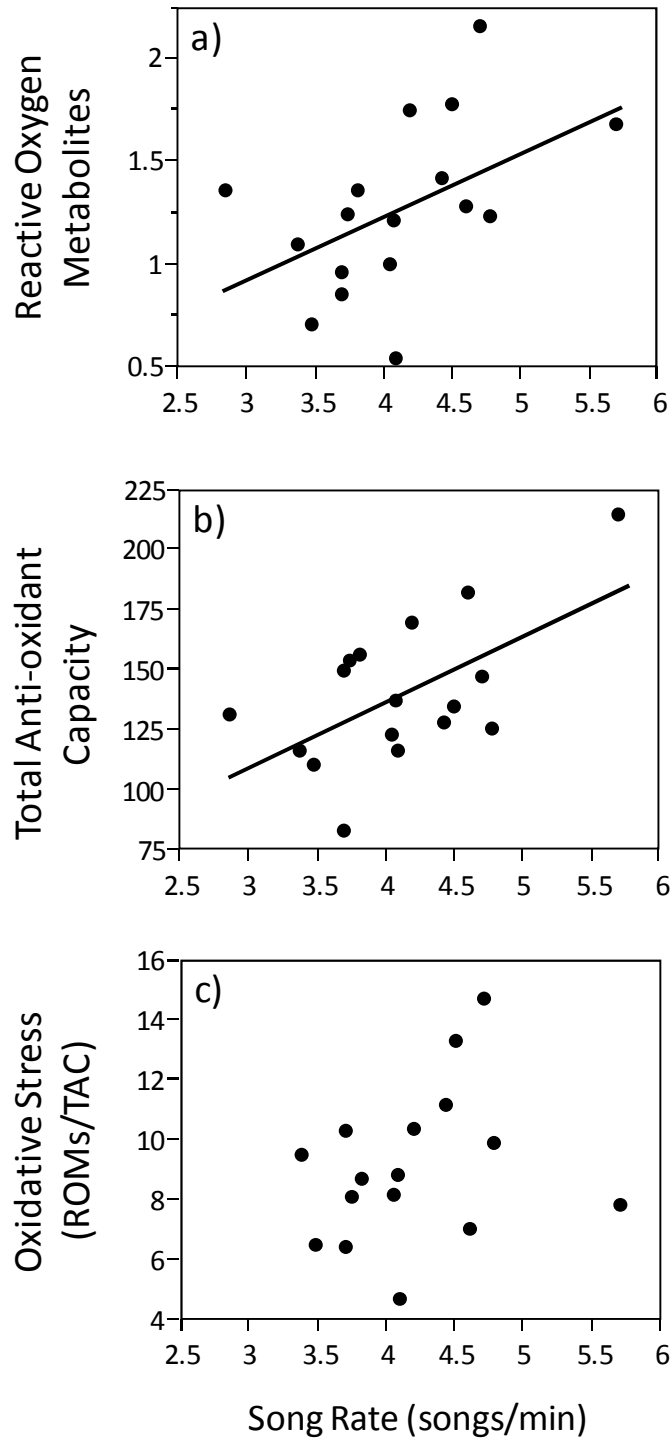 a)
Reactive Oxygen
Metabolites
2
1.5
1
0.5
2.5 3 3.5 4 4.5 5 5.5 6
b)
Total Anti-oxidant
Capacity
225
200
175
150
125
100
75
2.5 3 3.5 4 4.5 5 5.5 6
c)
Oxidative Stress
(ROMs/TAC)
16
14
12
10
8
6
4
2.5 3 3.5 4 4.5 5 5.5 6
Song Rate (songs/min)